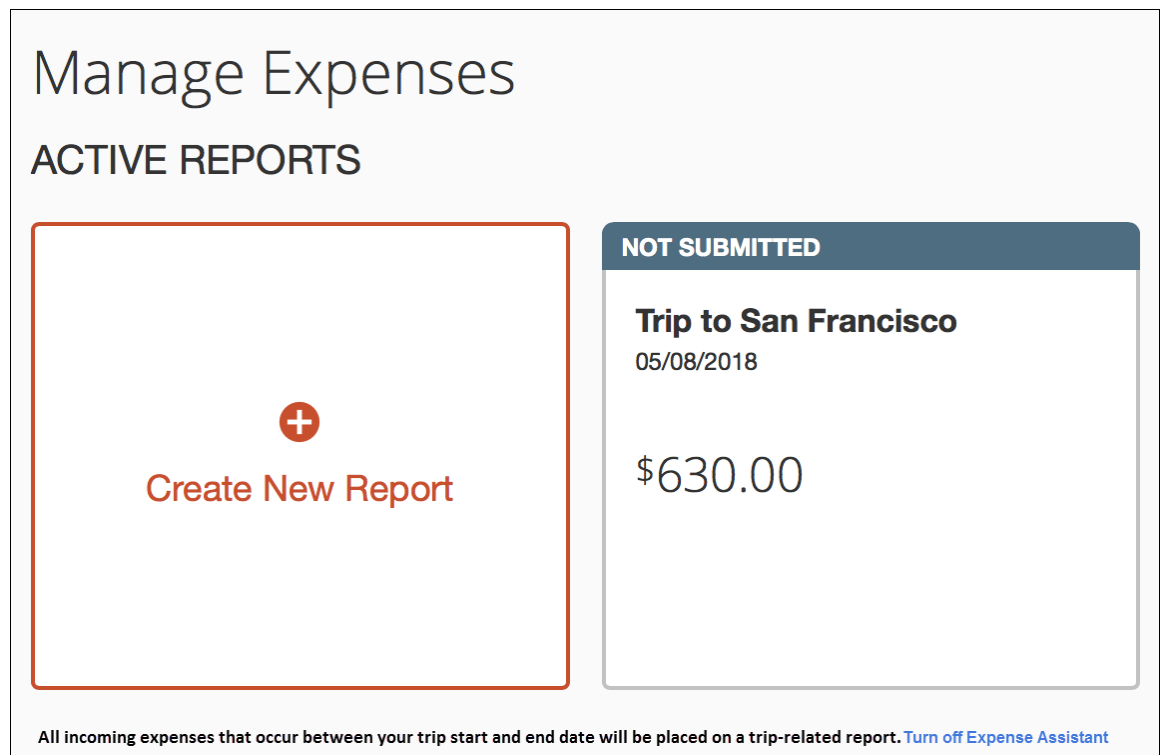 Manage Expenses
ACTIVE REPORTS
NOT SUBMITTED
Trip to San Francisco
05/08/2018
$630.00
Create New Report
All incoming expenses that occur between your trip start and end date will be placed on a trip-related report. Turn off Expense Assistant